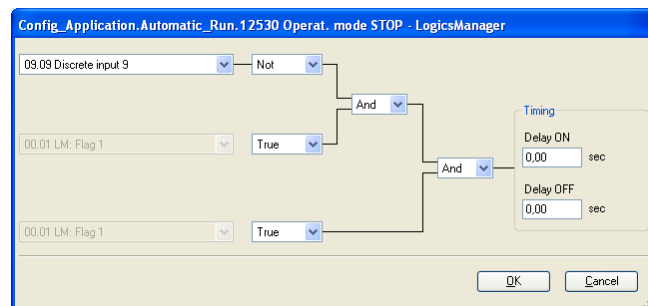 Config_Application.Automatic_Run.12530 Operat. mode STOP - LogicsManager
09.09 Discrete input 9
Not
And
Timing
00.01 LM: Flag 1
True
Delay ON
0,00 sec
And
Delay OFF
0,00 sec
00.01 LM: Flag 1
True
OK
Cancel